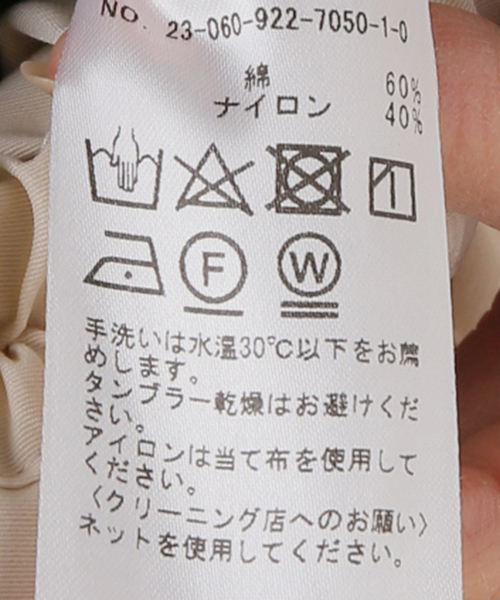 NO. 23-060-922-7050-1-0
綿 60%
ナイロン 40%
F
W
手洗いは水温30℃以下をお薦
めします。
タンブラー乾燥はお避けくだ
さい。
アイロンは当て布を使用して
ください。
〈クリーニング店へのお願い〉
ネットを使用してください。